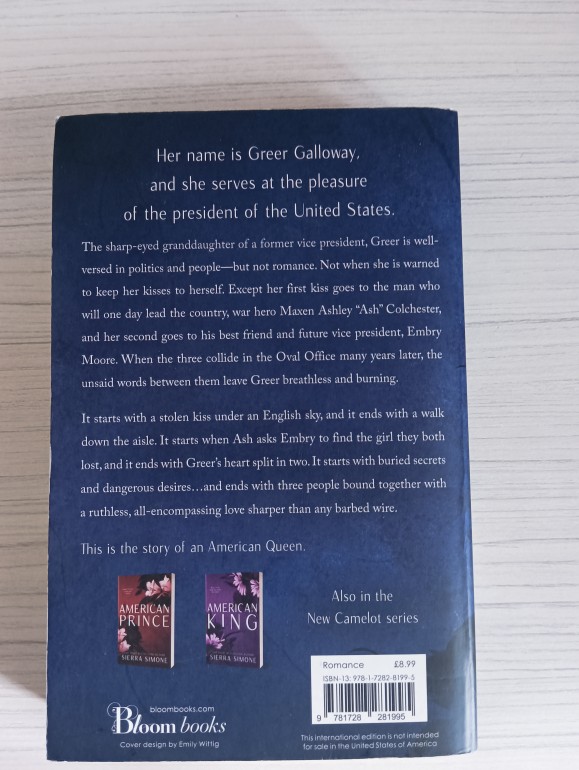 Her name is Greer Galloway,
and she serves at the pleasure
of the president of the United States.
The sharp-eyed granddaughter of a former vice president, Greer is well-
versed in politics and people—but not romance. Not when she is warned
to keep her kisses to herself. Except her first kiss goes to the man who
will one day lead the country, war hero Maxen Ashley “Ash” Colchester,
and her second goes to his best friend and future vice president, Embry
Moore. When the three collide in the Oval Office many years later, the
unsaid words between them leave Greer breathless and burning.
It starts with a stolen kiss under an English sky, and it ends with a walk
down the aisle. It starts when Ash asks Embry to find the girl they both
lost, and it ends with Greer’s heart split in two. It starts with buried secrets
and dangerous desires…and ends with three people bound together with
a ruthless, all-encompassing love sharper than any barbed wire.
This is the story of an American Queen.
AMERICAN
PRINCE
SIERRA SIMONE
AMERICAN
KING
SIERRA SIMONE
Also in the
New Camelot series
Romance £8.99
ISBN-13: 978-1-7282-8199-5
9 781728 281995
This international edition is not intended
for sale in the United States of America
bloombooks.com
Bloom books
Cover design by Emily Wittig